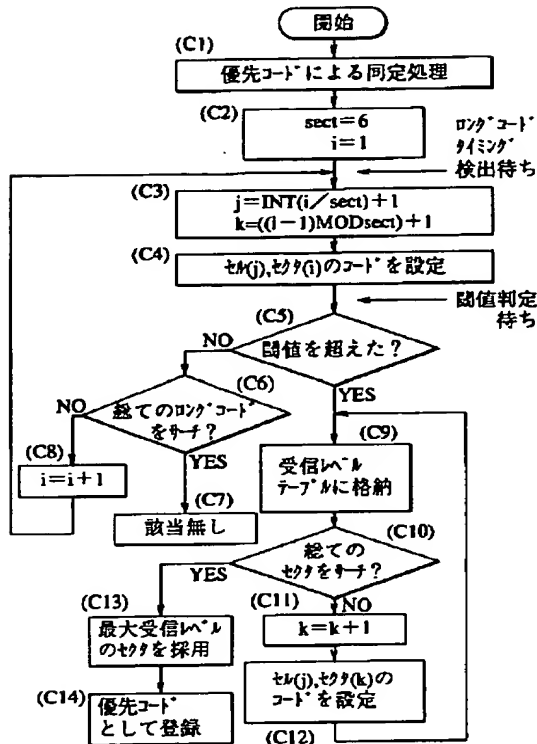 開始
(C1)
優先コードによる同定処理
(C2)
sect=6
i=1
ロングコード
タイミング
検出待ち
(C3)
j=INT(i/sect)+1
k=((i-1)MODsect)+1
(C4)
セル(j),セクタ(i)のコードを設定
閾値判定
待ち
(C5)
NO
閾値を超えた?
(C6)
YES
NO
総てのロングコード
をサーチ?
(C8)
i=i+1
YES
(C7)
該当無し
(C9)
受信レベル
テーブルに格納
(C10)
総ての
セクタをサーチ?
YES
(C13)
(C11)
NO
最大受信レベル
のセクタを採用
k=k+1
(C14)
優先コード
として登録
セル(j),セクタ(k)の
コードを設定
(C12)